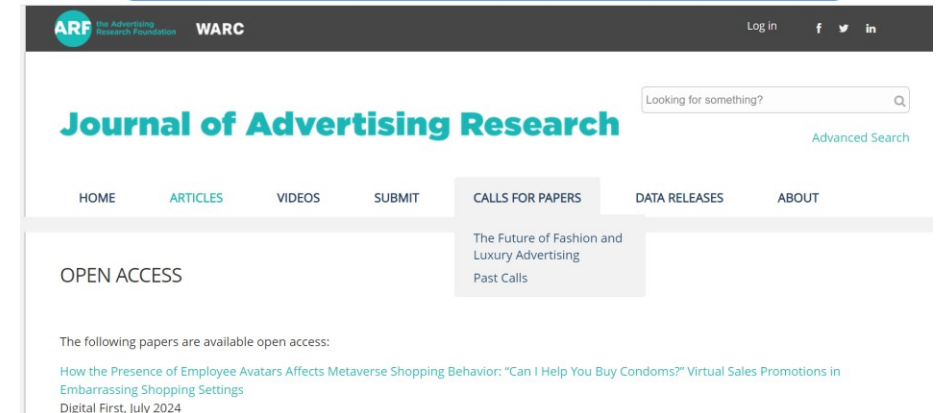 ARF the Advertising Research Foundation WARC
Log in f in
Looking for something?
Journal of Advertising Research
Advanced Search
HOME ARTICLES VIDEOS SUBMIT CALLS FOR PAPERS DATA RELEASES ABOUT
The Future of Fashion and
Luxury Advertising
Past Calls
OPEN ACCESS
The following papers are available open access:
How the Presence of Employee Avatars Affects Metaverse Shopping Behavior: “Can I Help You Buy Condoms?” Virtual Sales Promotions in
Embarrassing Shopping Settings
Digital First, July 2024